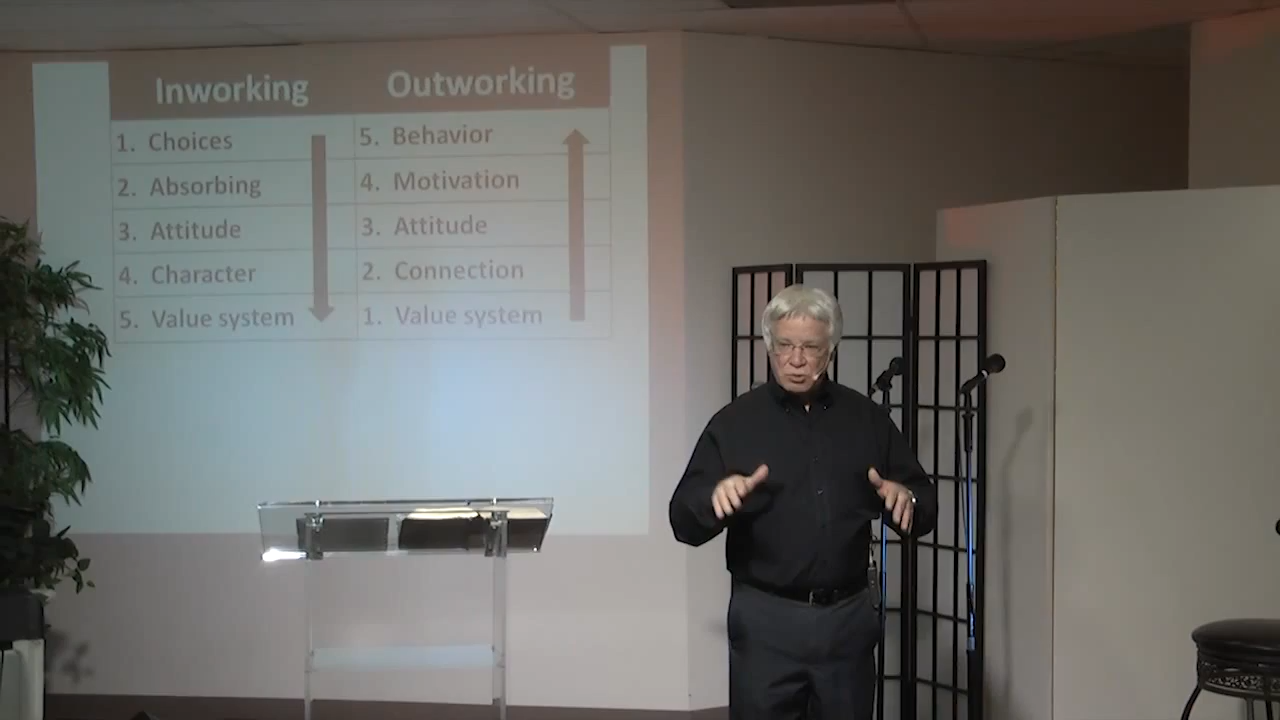 Inworking Outworking
1. Choices 5. Behavior
2. Absorbing 4. Motivation
3. Attitude 3. Attitude
4. Character 2. Connection
5. Value system 1. Value system